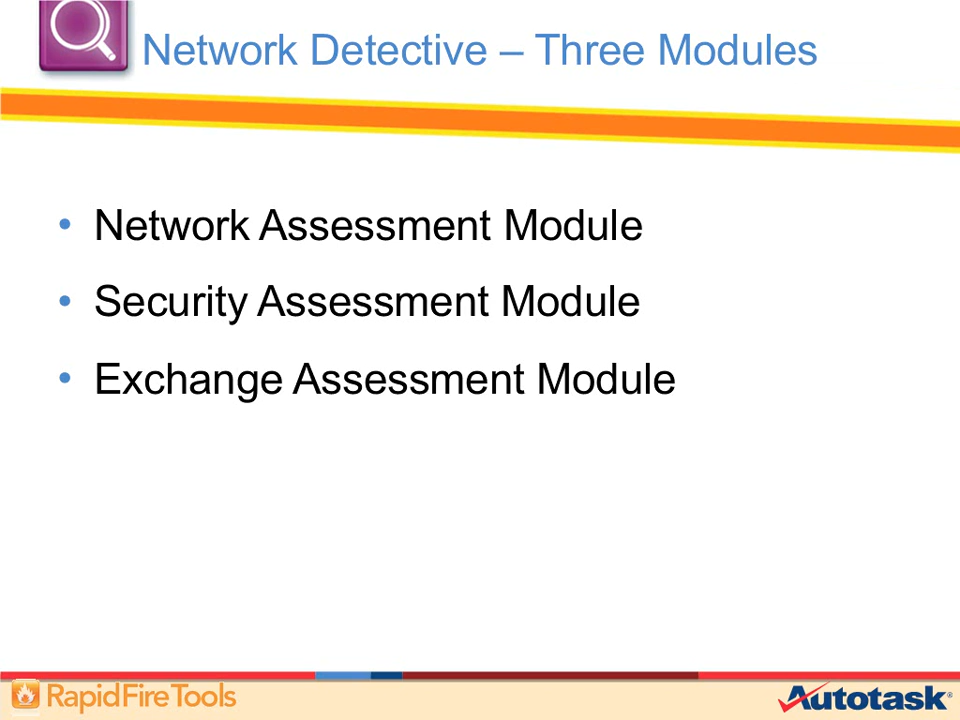 Network Detective – Three Modules
• Network Assessment Module
• Security Assessment Module
• Exchange Assessment Module
RapidFireTools
Autotask®